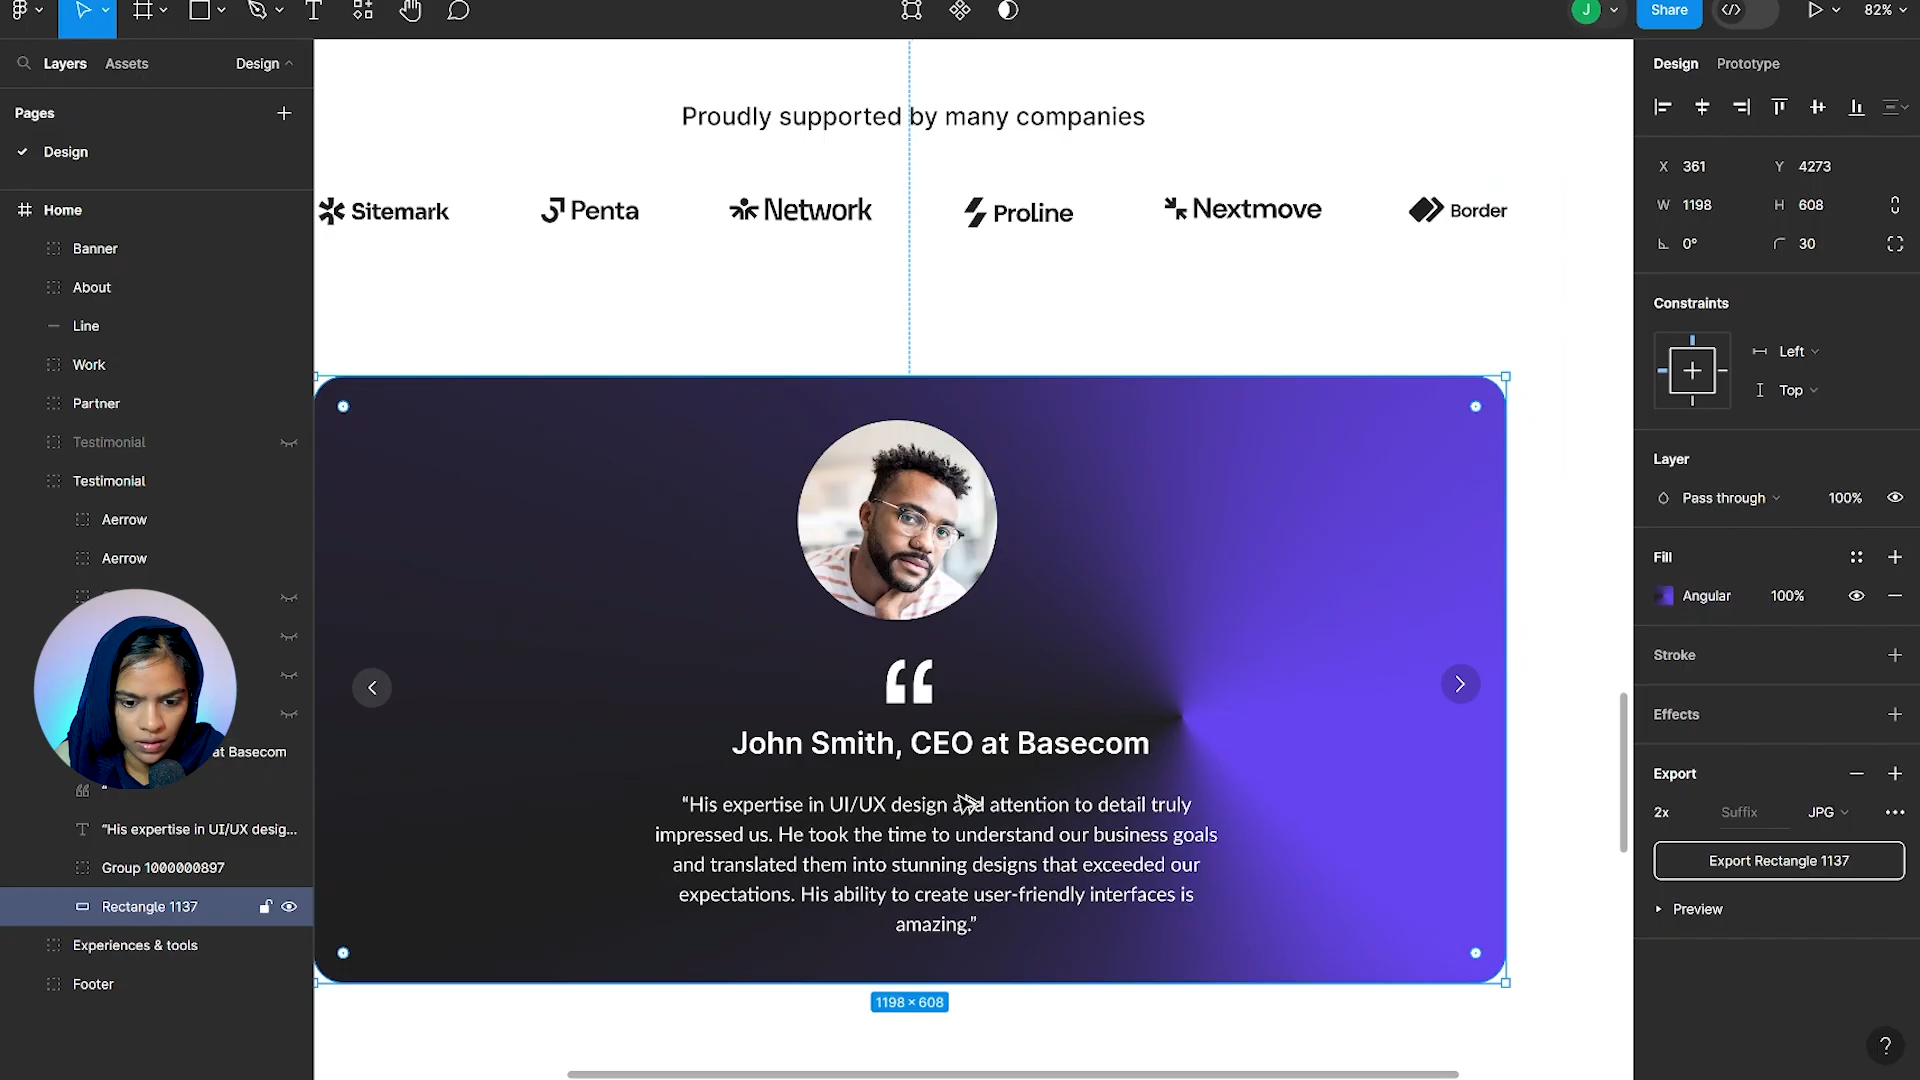 J
Share
82%
Layers
Assets
Design
Design
Prototype
Pages
Design
Home
Banner
About
Line
Work
Partner
Testimonial
Testimonial
Aerrow
Aerrow
at Basecom
“
“His expertise in UI/UX desig...
Group 1000000897
Rectangle 1137
Experiences & tools
Footer
Proudly supported by many companies
Sitemark
Penta
Network
Proline
Nextmove
Border
“
John Smith, CEO at Basecom
“His expertise in UI/UX design and attention to detail truly
impressed us. He took the time to understand our business goals
and translated them into stunning designs that exceeded our
expectations. His ability to create user-friendly interfaces is
amazing.”
1198 × 608
X 361
Y 4273
W 1198
H 608
0°
30
Constraints
Left
Top
Layer
Pass through
100%
Fill
Angular
100%
Stroke
Effects
Export
2x
Suffix
JPG
Export Rectangle 1137
Preview
?